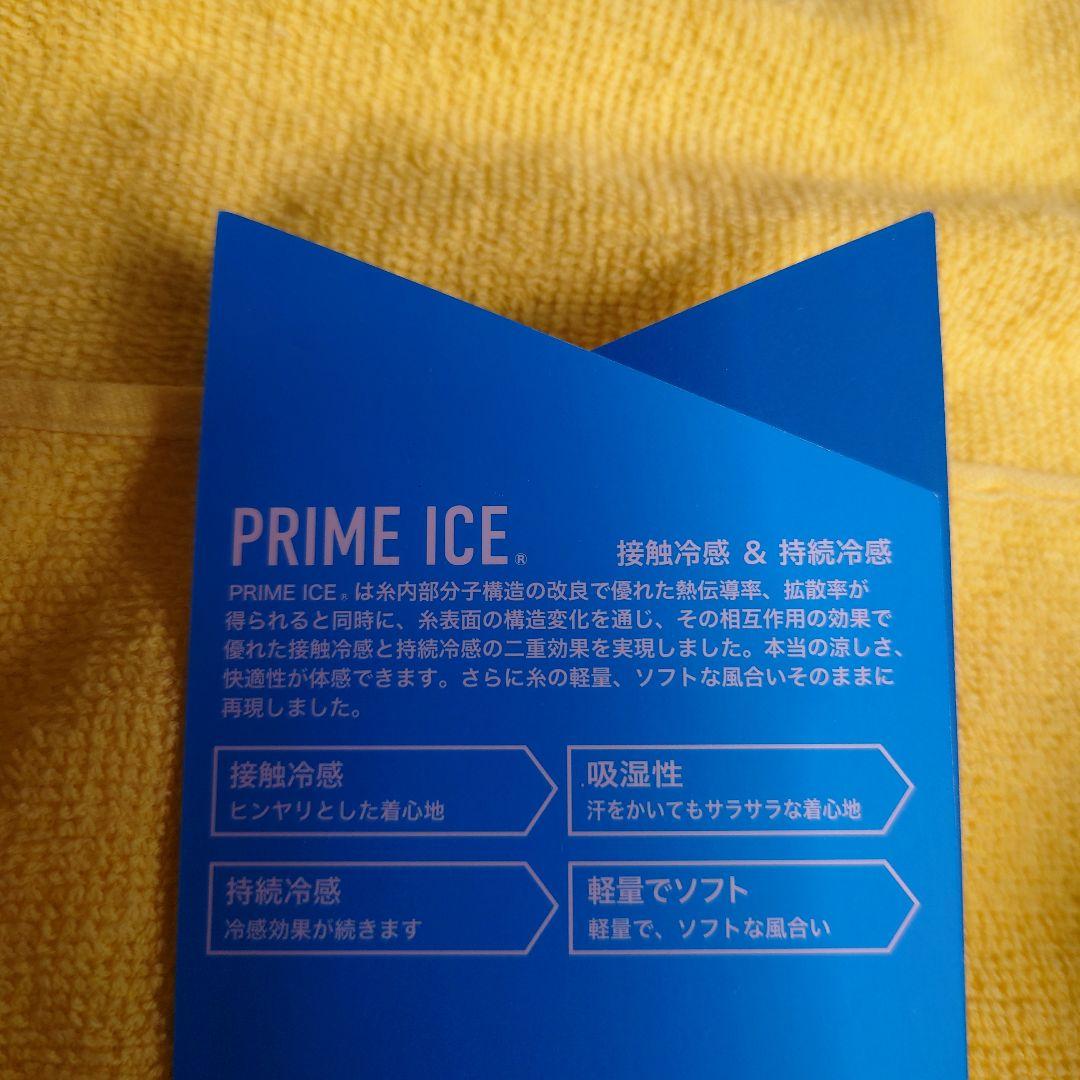 PRIME ICE® 接触冷感 & 持続冷感
PRIME ICE®は糸内部分子構造の改良で優れた熱伝導率、拡散率が
得られると同時に、糸表面の構造変化を通じ、その相互作用の効果で
優れた接触冷感と持続冷感の二重効果を実現しました。本当の涼しさ、
快適性が体感できます。さらに糸の軽量、ソフトな風合いそのままに
再現しました。
接触冷感
ヒンヤリとした着心地
吸湿性
汗をかいてもサラサラな着心地
持続冷感
冷感効果が続きます
軽量でソフト
軽量で、ソフトな風合い